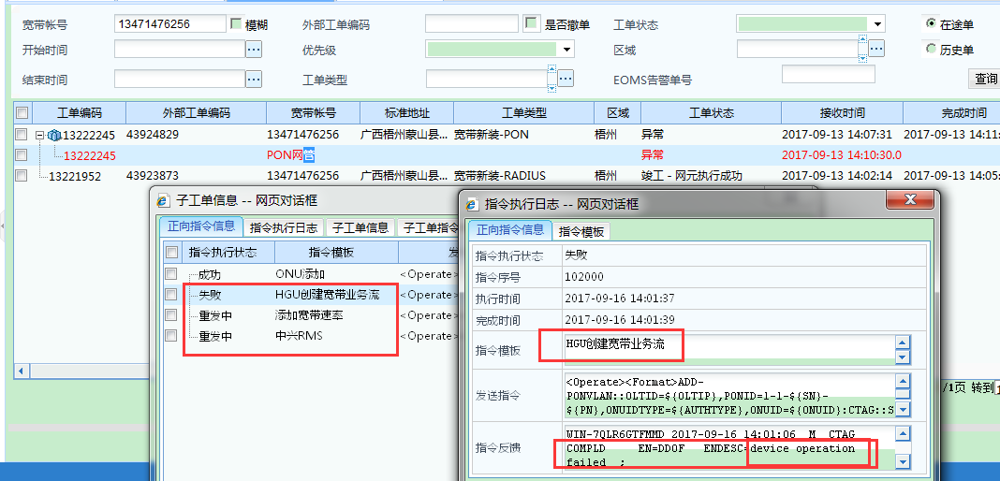 宽带帐号 13471476256 模糊 外部工单编码 是否撤单 工单状态 在途单
开始时间 优先级 区域 历史单
结束时间 工单类型 EOMS告警单号 查询
工单编码 外部工单编码 宽带帐号 标准地址 工单类型 区域 工单状态 接收时间 完成时间
13222245 43924829 13471476256 广西梧州蒙山县... 宽带新装-PON 梧州 异常 2017-09-13 14:07:31 2017-09-13 14:11:
13222245 PON网管 异常 2017-09-13 14:10:30.0
13221952 43923873 13471476256 广西梧州蒙山县... 宽带新装-RADIUS 梧州 竣工 - 网元执行成功 2017-09-13 14:02:14 2017-09-13 14:05:
子工单信息 -- 网页对话框
正向指令信息 指令执行日志 子工单信息 子工单指令
指令执行状态 指令模板 发
成功 ONU添加 <Operate>
失败 HGU创建宽带业务流 <Operate>
重发中 添加宽带速率 <Operate>
重发中 中兴RMS <Operate>
指令执行日志 -- 网页对话框
正向指令信息 指令模板
指令执行状态 失败
指令序号 102000
执行时间 2017-09-16 14:01:37
完成时间 2017-09-16 14:01:39
指令模板 HGU创建宽带业务流
发送指令
<Operate><Format>ADD-
PONVLAN::OLTID=${OLTIP},PONID=1-1-${SN}-
${PN},ONUIDTYPE=${AUTHTYPE},ONUID=${ONUID}:CTAG::S
指令反馈
WIN-7QLR6GTFMMD 2017-09-16 14:01:06 M CTAG
COMPLD EN=DDOF ENDESC=device operation
failed ;
/1页 转到